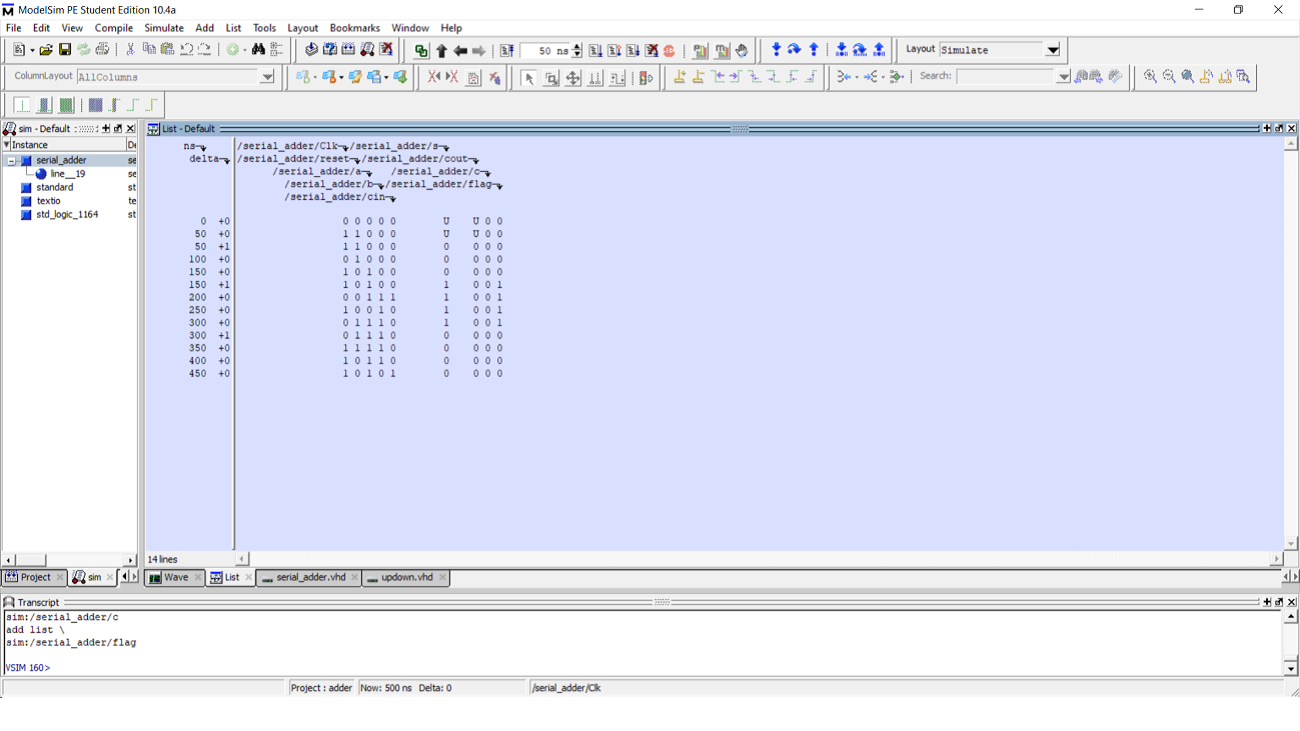 ModelSim PE Student Edition 10.4a
File Edit View Compile Simulate Add List Tools Layout Bookmarks Window Help
50 ns
Layout Simulate
ColumnLayout AllColumns
Search:
sim - Default
Instance De
serial_adder se
line__19 se
standard st
textio te
std_logic_1164 st
List - Default
ns /serial_adder/Clk /serial_adder/s
delta /serial_adder/reset /serial_adder/cout
/serial_adder/a /serial_adder/c
/serial_adder/b /serial_adder/flag
/serial_adder/cin
0 +0 0 0 0 0 0 U U 0 0
50 +0 1 1 0 0 0 U U 0 0
50 +1 1 1 0 0 0 0 0 0 0
100 +0 0 1 0 0 0 0 0 0 0
150 +0 1 0 1 0 0 0 0 0 0
150 +1 1 0 1 0 0 1 0 0 1
200 +0 0 0 1 1 1 1 0 0 1
250 +0 1 0 0 1 0 1 0 0 1
300 +0 0 1 1 1 0 1 0 0 1
300 +1 0 1 1 1 0 0 0 0 0
350 +0 1 1 1 1 0 0 0 0 0
400 +0 1 0 1 1 0 0 0 0 0
450 +0 1 0 1 0 1 0 0 0 0
14 lines
Project sim Wave List serial_adder.vhd updown.vhd
Transcript
sim:/serial_adder/c
add list \
sim:/serial_adder/flag
VSIM 160>
Project : adder Now: 500 ns Delta: 0 /serial_adder/Clk